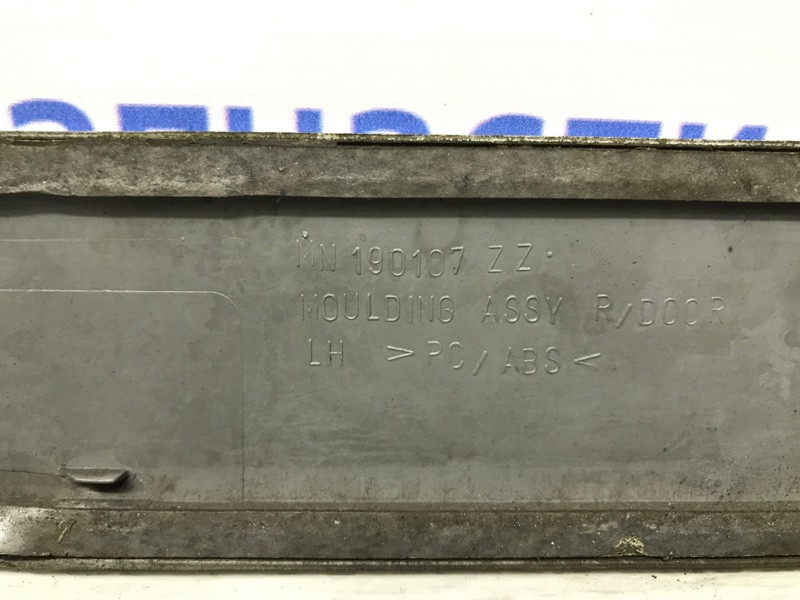 MN 190107 ZZ
MOULDING ASSY R/DOOR
LH >PC/ABS<